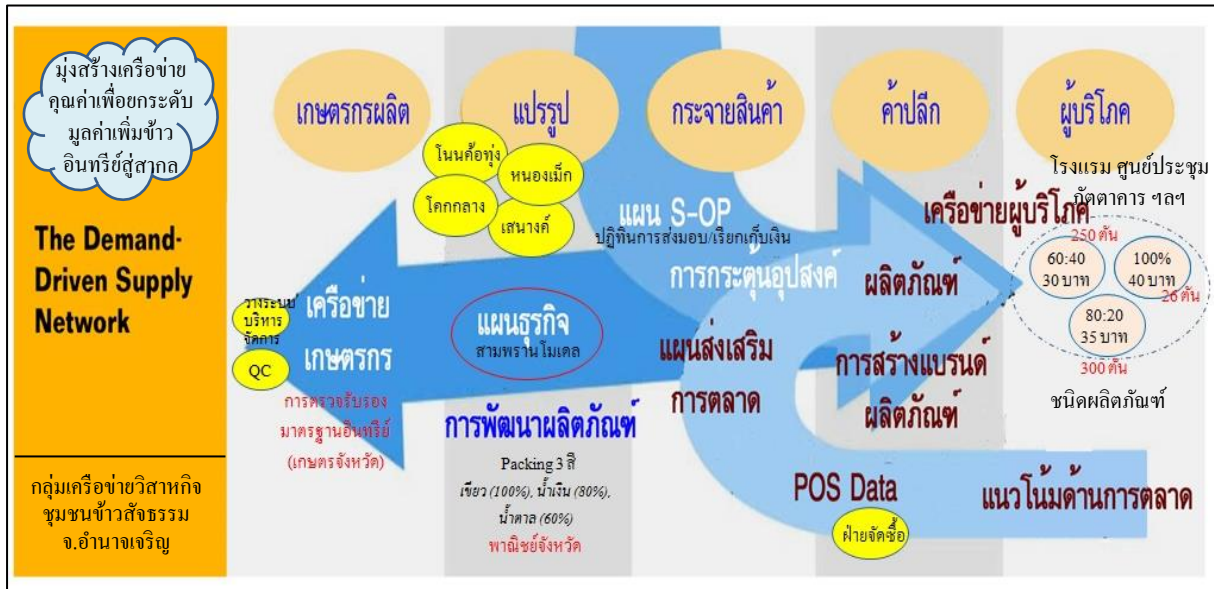 มุ่งสร้างเครือข่าย
คุณค่าเพื่อยกระดับ
มูลค่าเพิ่มข้าว
อินทรีย์สู่สากล
The Demand-
Driven Supply
Network
กลุ่มเครือข่ายวิสาหกิจ
ชุมชนข้าวสัจธรรม
จ.อำนาจเจริญ
เกษตรกรผลิต
แปรรูป
กระจายสินค้า
ค้าปลีก
ผู้บริโภค
โนนค้อทุ่ง
หนองเม็ก
โคกกลาง
เสนางค์
โรงแรม ศูนย์ประชุม
ภัตตาคาร ฯลฯ
แผน S-OP
ปฏิทินการส่งมอบ/เรียกเก็บเงิน
การกระตุ้นอุปสงค์
เครือข่ายผู้บริโภค
ผลิตภัณฑ์
250 ตัน
60:40
30 บาท
100%
40 บาท
26 ตัน
80:20
35 บาท
300 ตัน
ชนิดผลิตภัณฑ์
วางระบบ
บริหาร
จัดการ
QC
เครือข่าย
เกษตรกร
การตรวจรับรอง
มาตรฐานอินทรีย์
(เกษตรจังหวัด)
แผนธุรกิจ
สามพรานโมเดล
แผนส่งเสริม
การตลาด
การสร้างแบรนด์
ผลิตภัณฑ์
การพัฒนาผลิตภัณฑ์
Packing 3 สี
เขียว (100%), น้ำเงิน (80%),
น้ำตาล (60%)
พาณิชย์จังหวัด
POS Data
ฝ่ายจัดซื้อ
แนวโน้มด้านการตลาด